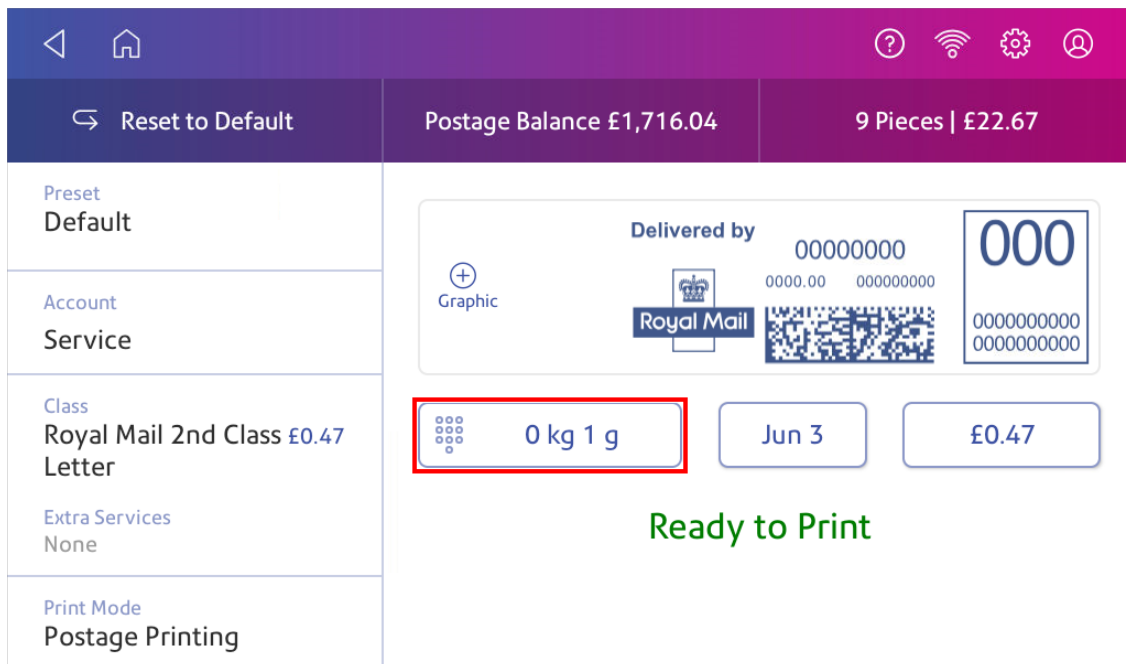 Reset to Default
Postage Balance £1,716.04
9 Pieces | £22.67
Preset
Default
Account
Service
Class
Royal Mail 2nd Class £0.47
Letter
Extra Services
None
Print Mode
Postage Printing
Graphic
Delivered by
Royal Mail
00000000
0000.00 000000000
000
0000000000
0000000000
0 kg 1 g
Jun 3
£0.47
Ready to Print